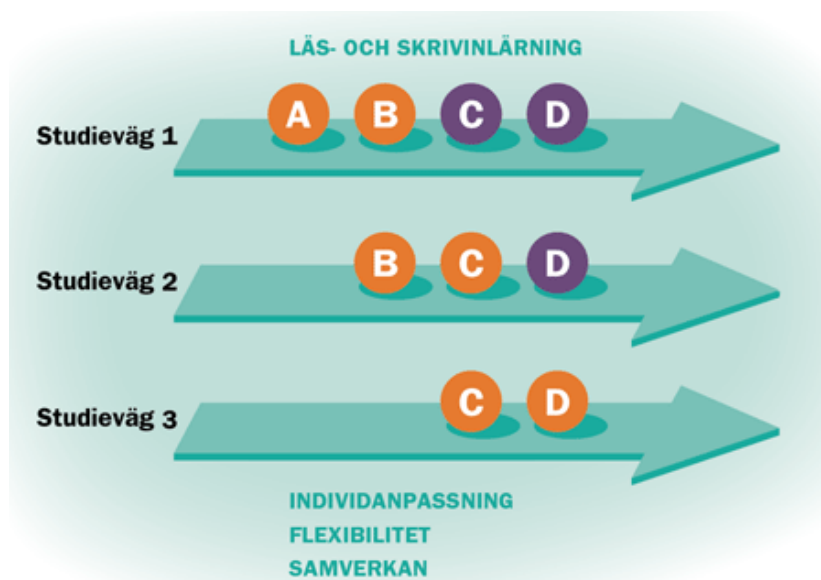 LÄS- OCH SKRIVINLÄRNING
Studieväg 1 A B C D
Studieväg 2 B C D
Studieväg 3 C D
INDIVIDANPASSNING
FLEXIBILITET
SAMVERKAN